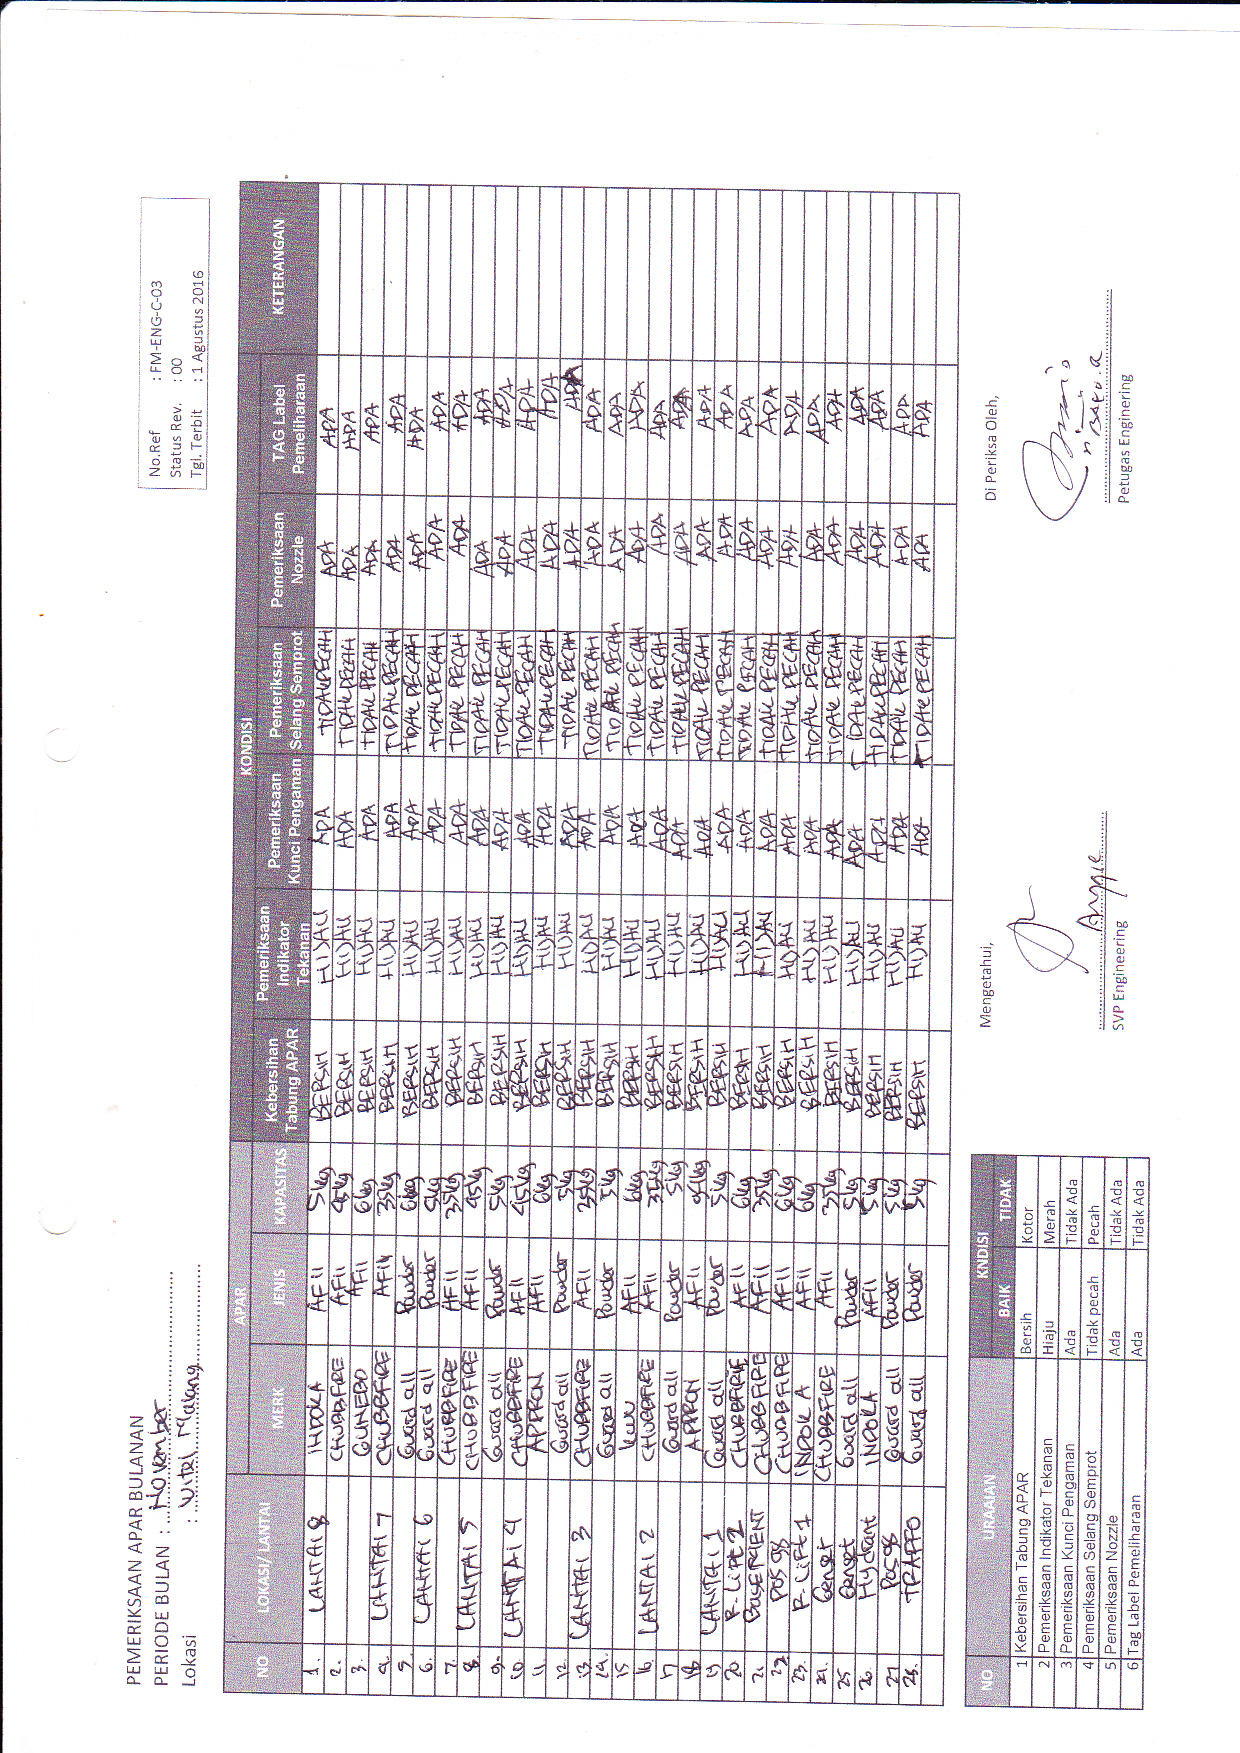 PEMERIKSAAN APAR BULANAN
PERIODE BULAN : November
Lokasi : Witel Malang
No.Ref : FM-ENG-C-03
Status Rev. : 00
Tgl. Terbit : 1 Agustus 2016
APAR KONDISI
NO LOKASI/ LANTAI MERK JENIS KAPASITAS Kebersihan Tabung APAR Pemeriksaan Indikator Tekanan Pemeriksaan Kunci Pengaman Pemeriksaan Selang Semprot Pemeriksaan Nozzle TAG Label Pemeliharaan KETERANGAN
1. LANTAI 8 INDOKA AFII 5kg BERSIH HIJAU ADA TIDAK PECAH ADA ADA
2. CHUBBFIRE AFII 45kg BERSIH HIJAU ADA TIDAK PECAH ADA ADA
3. GUNEBO AFII 6kg BERSIH HIJAU ADA TIDAK PECAH ADA ADA
4. LANTAI 7 CHUBBFIRE AFII 35kg BERSIH HIJAU ADA TIDAK PECAH ADA ADA
5. Guard all Powder 6kg BERSIH HIJAU ADA TIDAK PECAH ADA ADA
6. LANTAI 6 Guard all Powder 5kg BERSIH HIJAU ADA TIDAK PECAH ADA ADA
7. CHUBBFIRE AFII 35kg BERSIH HIJAU ADA TIDAK PECAH ADA ADA
8. LANTAI 5 CHUBBFIRE AFII 45kg BERSIH HIJAU ADA TIDAK PECAH ADA ADA
9. Guard all Powder 5kg BERSIH HIJAU ADA TIDAK PECAH ADA ADA
10. LANTAI 4 CHUBBFIRE AFII 45kg BERSIH HIJAU ADA TIDAK PECAH ADA ADA
11. APPRON AFII 6kg BERSIH HIJAU ADA TIDAK PECAH ADA ADA
12. Guard all Powder 5kg BERSIH HIJAU ADA TIDAK PECAH ADA ADA
13 LANTAI 3 CHUBBFIRE AFII 35kg BERSIH HIJAU ADA TIDAK PECAH ADA ADA
14. Guard all Powder 5kg BERSIH HIJAU ADA TIDAK PECAH ADA ADA
15 AFII 6kg BERSIH HIJAU ADA TIDAK PECAH ADA ADA
16 LANTAI 2 CHUBBFIRE AFII 35kg BERSIH HIJAU ADA TIDAK PECAH ADA ADA
17 Guard all Powder 5kg BERSIH HIJAU ADA TIDAK PECAH ADA ADA
18 APPRON AFII BERSIH HIJAU ADA TIDAK PECAH ADA ADA
19 LANTAI 1 Guard all Powder 5kg BERSIH HIJAU ADA TIDAK PECAH ADA ADA
20 R-Lift 2 CHUBBFIRE AFII 6kg BERSIH HIJAU ADA TIDAK PECAH ADA ADA
21 BASEMENT CHUBBFIRE AFII 35kg BERSIH HIJAU ADA TIDAK PECAH ADA ADA
22 POS 98 CHUBBFIRE AFII 6kg BERSIH HIJAU ADA TIDAK PECAH ADA ADA
23. R-Lift 1 INDOKA AFII 6kg BERSIH HIJAU ADA TIDAK PECAH ADA ADA
24. Genset CHUBBFIRE AFII 35kg BERSIH HIJAU ADA TIDAK PECAH ADA ADA
25 Genset Guard all Powder 5kg BERSIH HIJAU ADA TIDAK PECAH ADA ADA
26. Hydrant INDOKA AFII 5kg BERSIH HIJAU ADA TIDAK PECAH ADA ADA
27 POS 98 Guard all Powder 5kg BERSIH HIJAU ADA TIDAK PECAH ADA ADA
28. TRAFFO Guard all Powder 5kg BERSIH HIJAU ADA TIDAK PECAH ADA ADA
NO URAAIAN KNDISI
BAIK TIDAK
1 Kebersihan Tabung APAR Bersih Kotor
2 Pemeriksaan Indikator Tekanan Hiaju Merah
3 Pemeriksaan Kunci Pengaman Ada Tidak Ada
4 Pemeriksaan Selang Semprot Tidak pecah Pecah
5 Pemeriksaan Nozzle Ada Tidak Ada
6 Tag Label Pemeliharaan Ada Tidak Ada
Mengetahui,
Anggie
SVP Engineering
Di Periksa Oleh,
Petugas Enginering